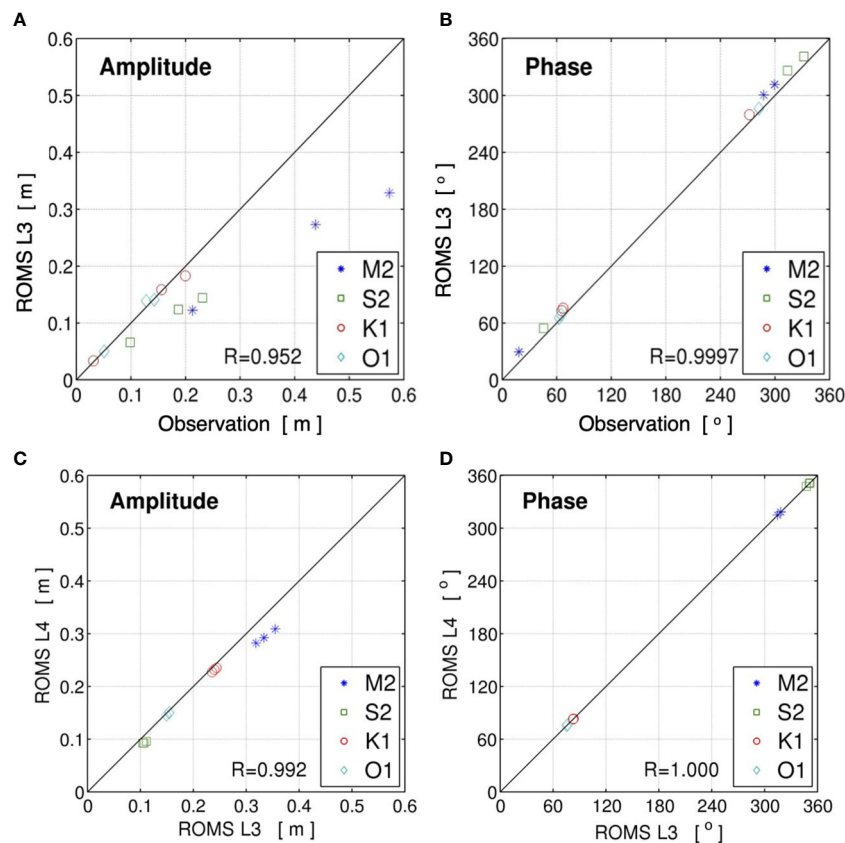 A
0.6
Amplitude
0.5
0.4
0.3
0.2
0.1
0
ROMS L3 [ m ]
M2
S2
K1
O1
R=0.952
0 0.1 0.2 0.3 0.4 0.5 0.6
Observation [ m ]
B
360
Phase
300
240
180
120
60
0
ROMS L3 [ o ]
M2
S2
K1
O1
R=0.9997
0 60 120 180 240 300 360
Observation [ o ]
C
0.6
Amplitude
0.5
0.4
0.3
0.2
0.1
0
ROMS L4 [ m ]
M2
S2
K1
O1
R=0.992
0 0.1 0.2 0.3 0.4 0.5 0.6
ROMS L3 [ m ]
D
360
Phase
300
240
180
120
60
0
ROMS L4 [ o ]
M2
S2
K1
O1
R=1.000
0 60 120 180 240 300 360
ROMS L3 [ o ]